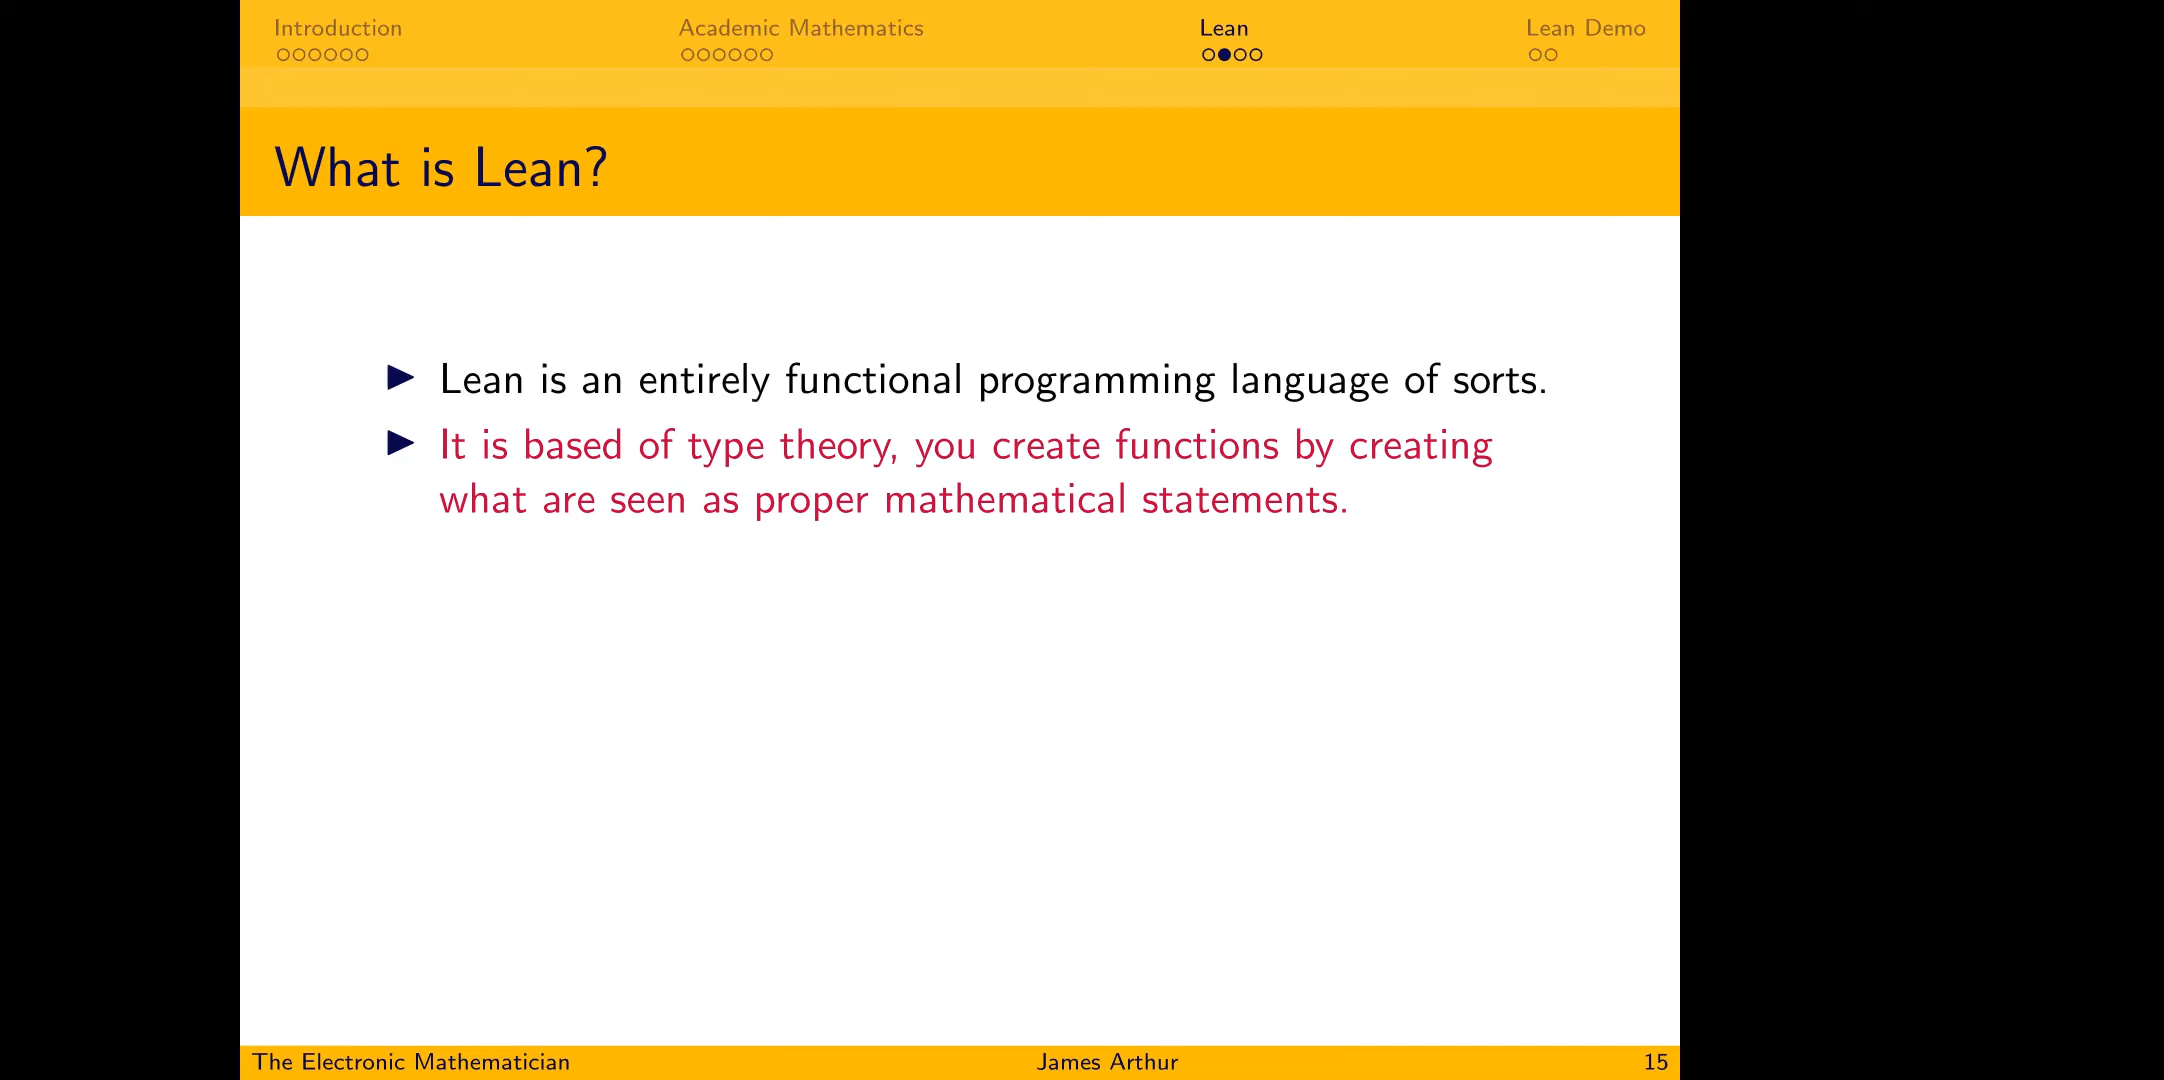 Introduction
Academic Mathematics
Lean
Lean Demo
What is Lean?
Lean is an entirely functional programming language of sorts.
It is based of type theory, you create functions by creating
what are seen as proper mathematical statements.
The Electronic Mathematician
James Arthur
15